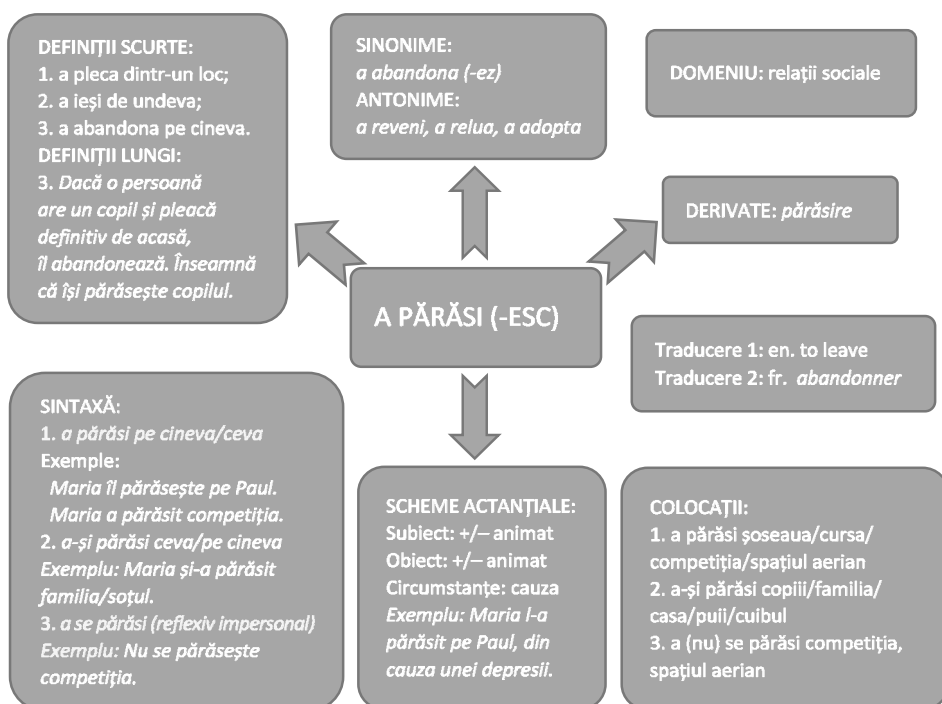 DEFINIȚII SCURTE:
1. a pleca dintr-un loc;
2. a ieși de undeva;
3. a abandona pe cineva.
DEFINIȚII LUNGI:
3. Dacă o persoană
are un copil și pleacă
definitiv de acasă,
îl abandonează. Înseamnă
că își părăsește copilul.
SINONIME:
a abandona (-ez)
ANTONIME:
a reveni, a relua, a adopta
DOMENIU: relații sociale
DERIVATE: părăsire
A PĂRĂSI (-ESC)
Traducere 1: en. to leave
Traducere 2: fr. abandonner
SINTAXĂ:
1. a părăsi pe cineva/ceva
Exemple:
Maria îl părăsește pe Paul.
Maria a părăsit competiția.
2. a-și părăsi ceva/pe cineva
Exemplu: Maria și-a părăsit
familia/soțul.
3. a se părăsi (reflexiv impersonal)
Exemplu: Nu se părăsește
competiția.
SCHEME ACTANȚIALE:
Subiect: +/– animat
Obiect: +/– animat
Circumstanțe: cauza
Exemplu: Maria l-a
părăsit pe Paul, din
cauza unei depresii.
COLOCAȚII:
1. a părăsi șoseaua/cursa/
competiția/spațiul aerian
2. a-și părăsi copiii/familia/
casa/puii/cuibul
3. a (nu) se părăsi competiția,
spațiul aerian